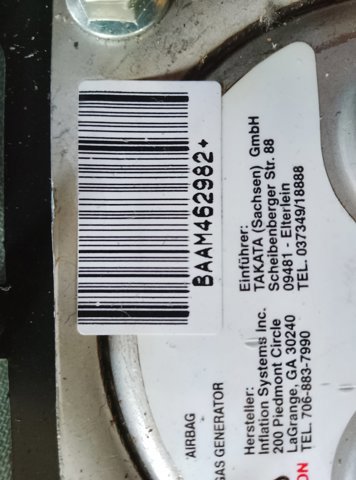 BAAM462982+
AIRBAG
GAS GENERATOR
Hersteller:
Inflation Systems Inc.
200 Piedmont Circle
LaGrange, GA 30240
TEL. 706-883-7990
Einführer:
TAKATA (Sachsen) GmbH
Scheibenberger Str. 88
09481 - Elterlein
TEL. 037349/18888